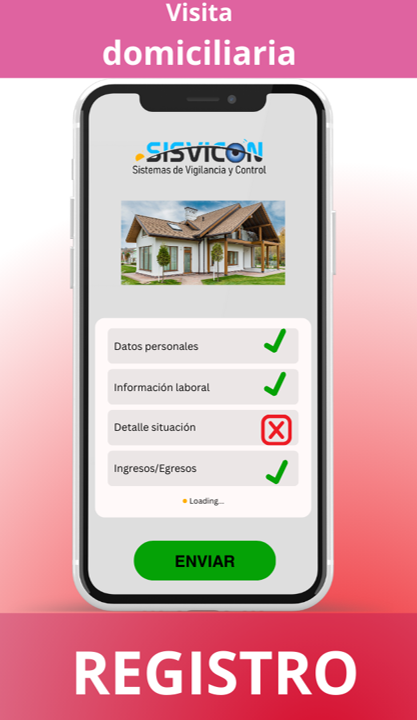 Visita
domiciliaria
SISVICON
Sistemas de Vigilancia y Control
Datos personales
Información laboral
Detalle situación
Ingresos/Egresos
Loading...
ENVIAR
REGISTRO